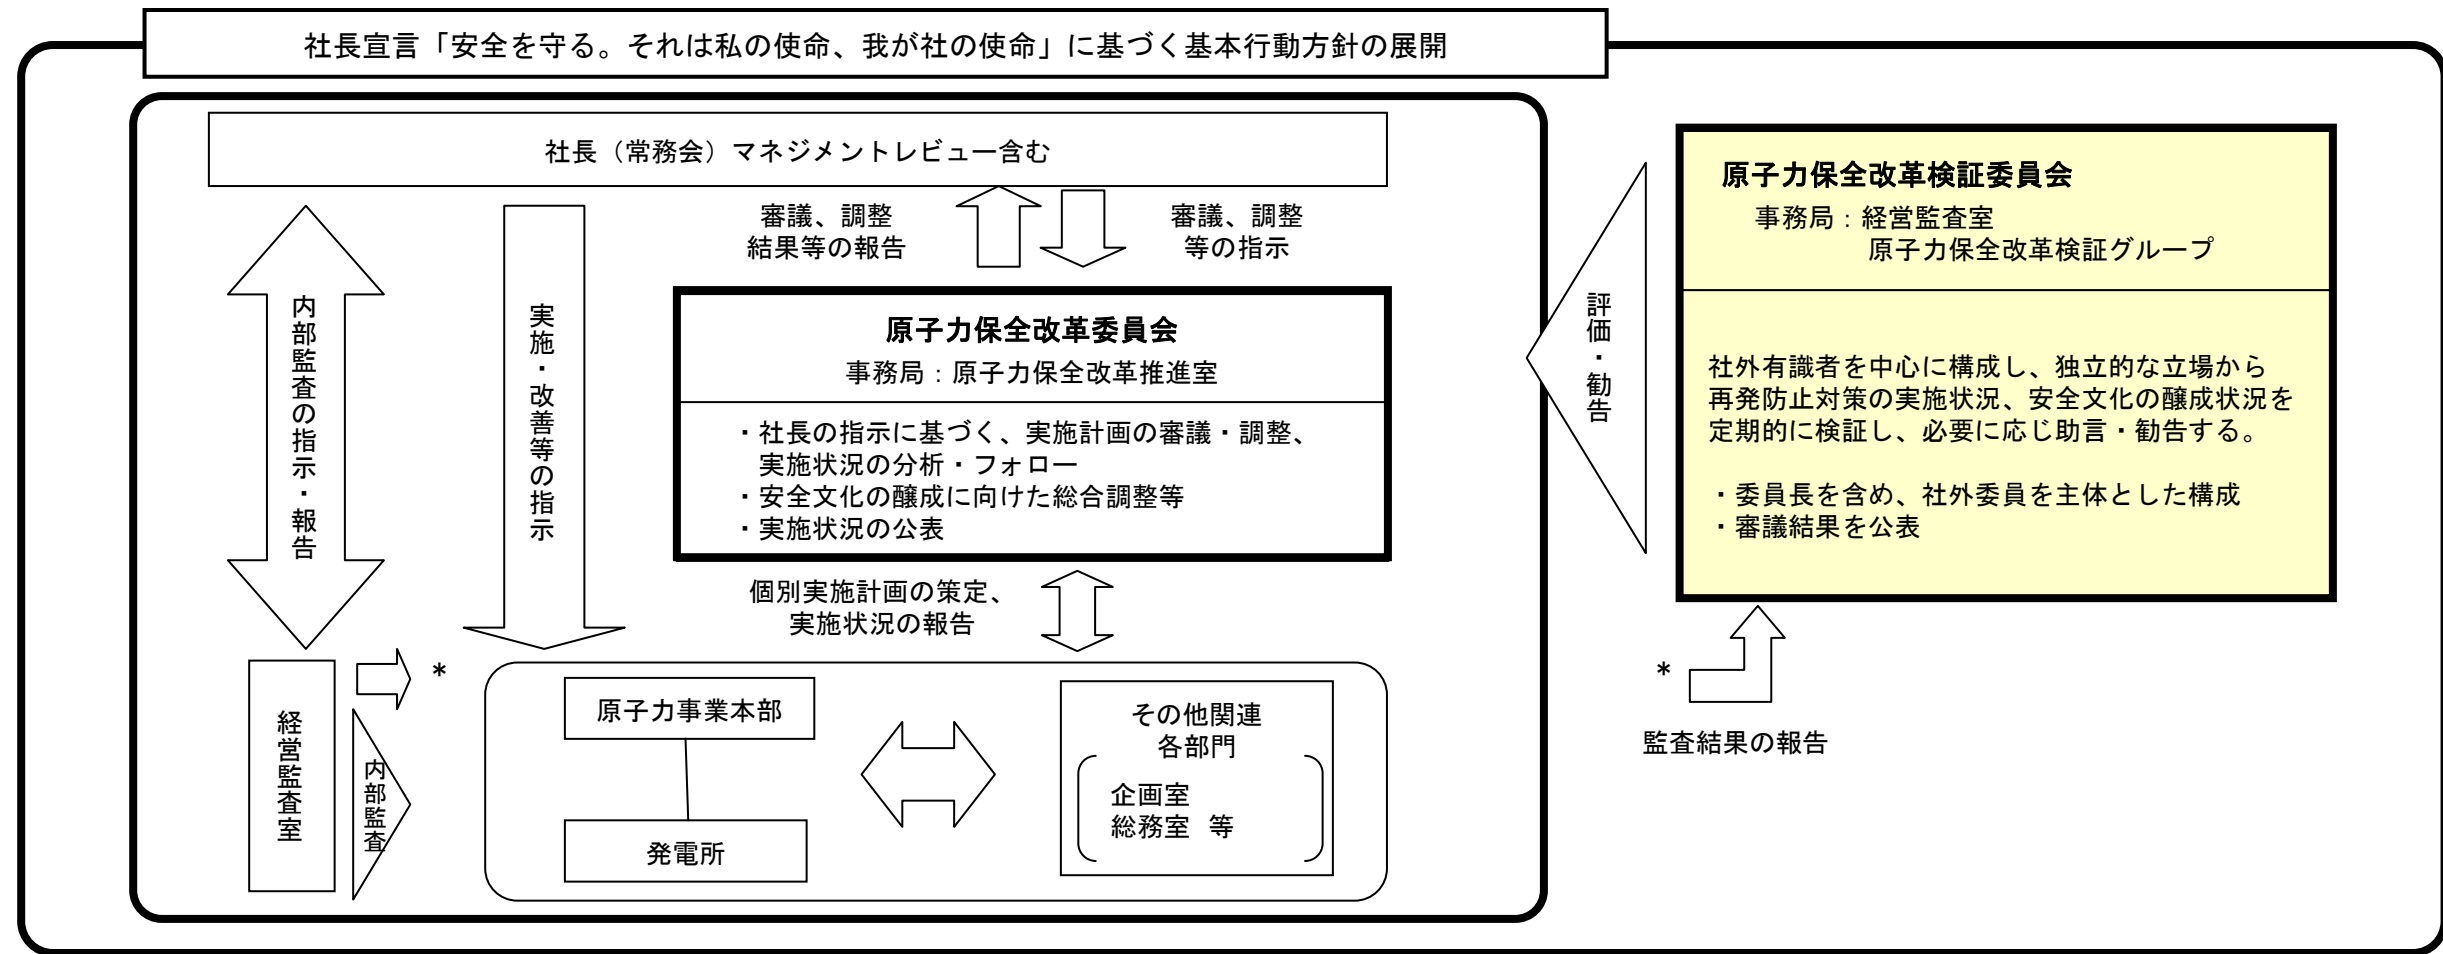 社長宣言「安全を守る。それは私の使命、我が社の使命」に基づく基本行動方針の展開
社長（常務会）マネジメントレビュー含む
審議、調整
結果等の報告
審議、調整
等の指示
内部監査の指示・報告
実施・改善等の指示
原子力保全改革委員会
事務局：原子力保全改革推進室
・社長の指示に基づく、実施計画の審議・調整、
実施状況の分析・フォロー
・安全文化の醸成に向けた総合調整等
・実施状況の公表
個別実施計画の策定、
実施状況の報告
経営監査室
*
内部監査
原子力事業本部
発電所
その他関連
各部門
企画室
総務室 等
評価・勧告
原子力保全改革検証委員会
事務局：経営監査室
原子力保全改革検証グループ
社外有識者を中心に構成し、独立的な立場から
再発防止対策の実施状況、安全文化の醸成状況を
定期的に検証し、必要に応じ助言・勧告する。
・委員長を含め、社外委員を主体とした構成
・審議結果を公表
*
監査結果の報告